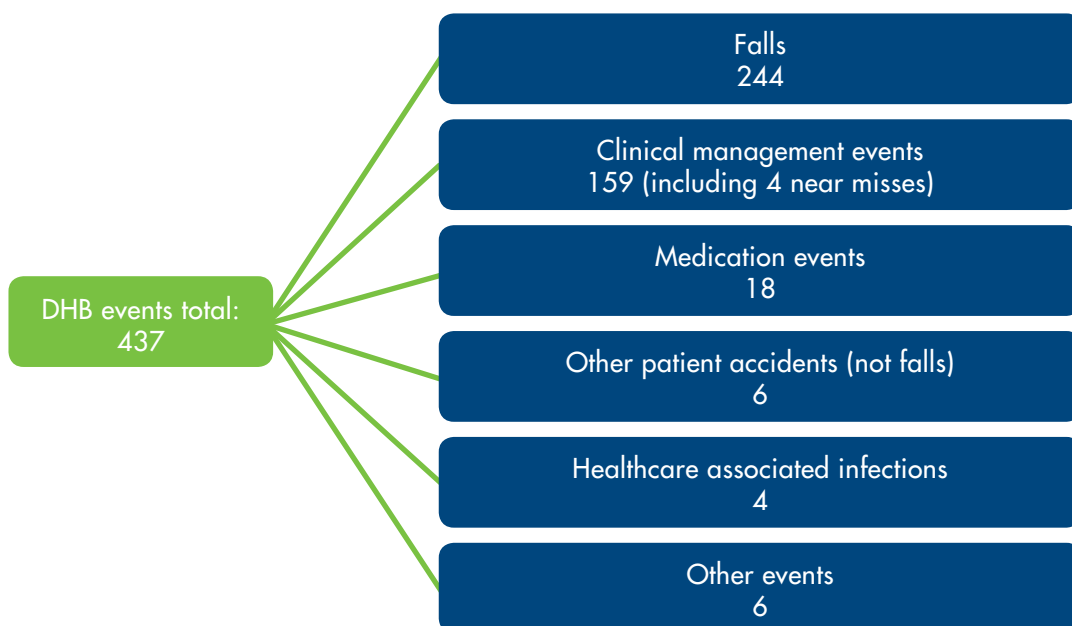 DHB events total:
437
Falls
244
Clinical management events
159 (including 4 near misses)
Medication events
18
Other patient accidents (not falls)
6
Healthcare associated infections
4
Other events
6